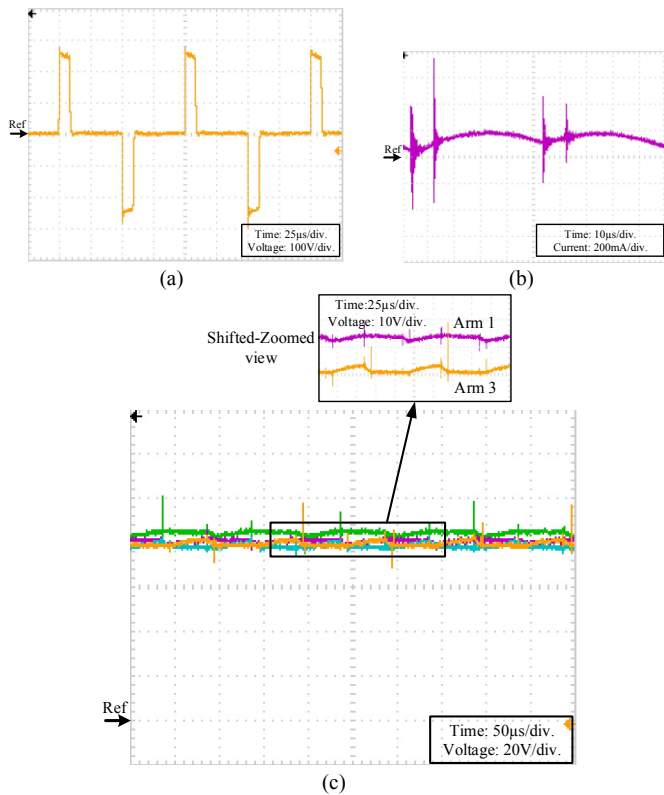 Ref
Time: 25µs/div.
Voltage: 100V/div.
(a)
Ref
Time: 10µs/div.
Current: 200mA/div.
(b)
Shifted-Zoomed
view
Time:25µs/div.
Voltage: 10V/div.
Arm 1
Arm 3
Ref
Time: 50µs/div.
Voltage: 20V/div.
(c)